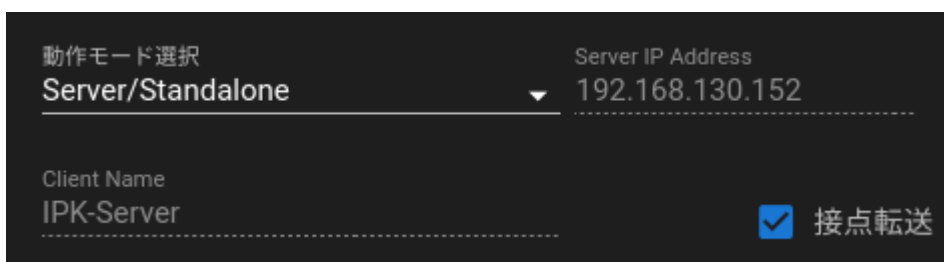 動作モード選択
Server/Standalone
Server IP Address
192.168.130.152
Client Name
IPK-Server
接点転送